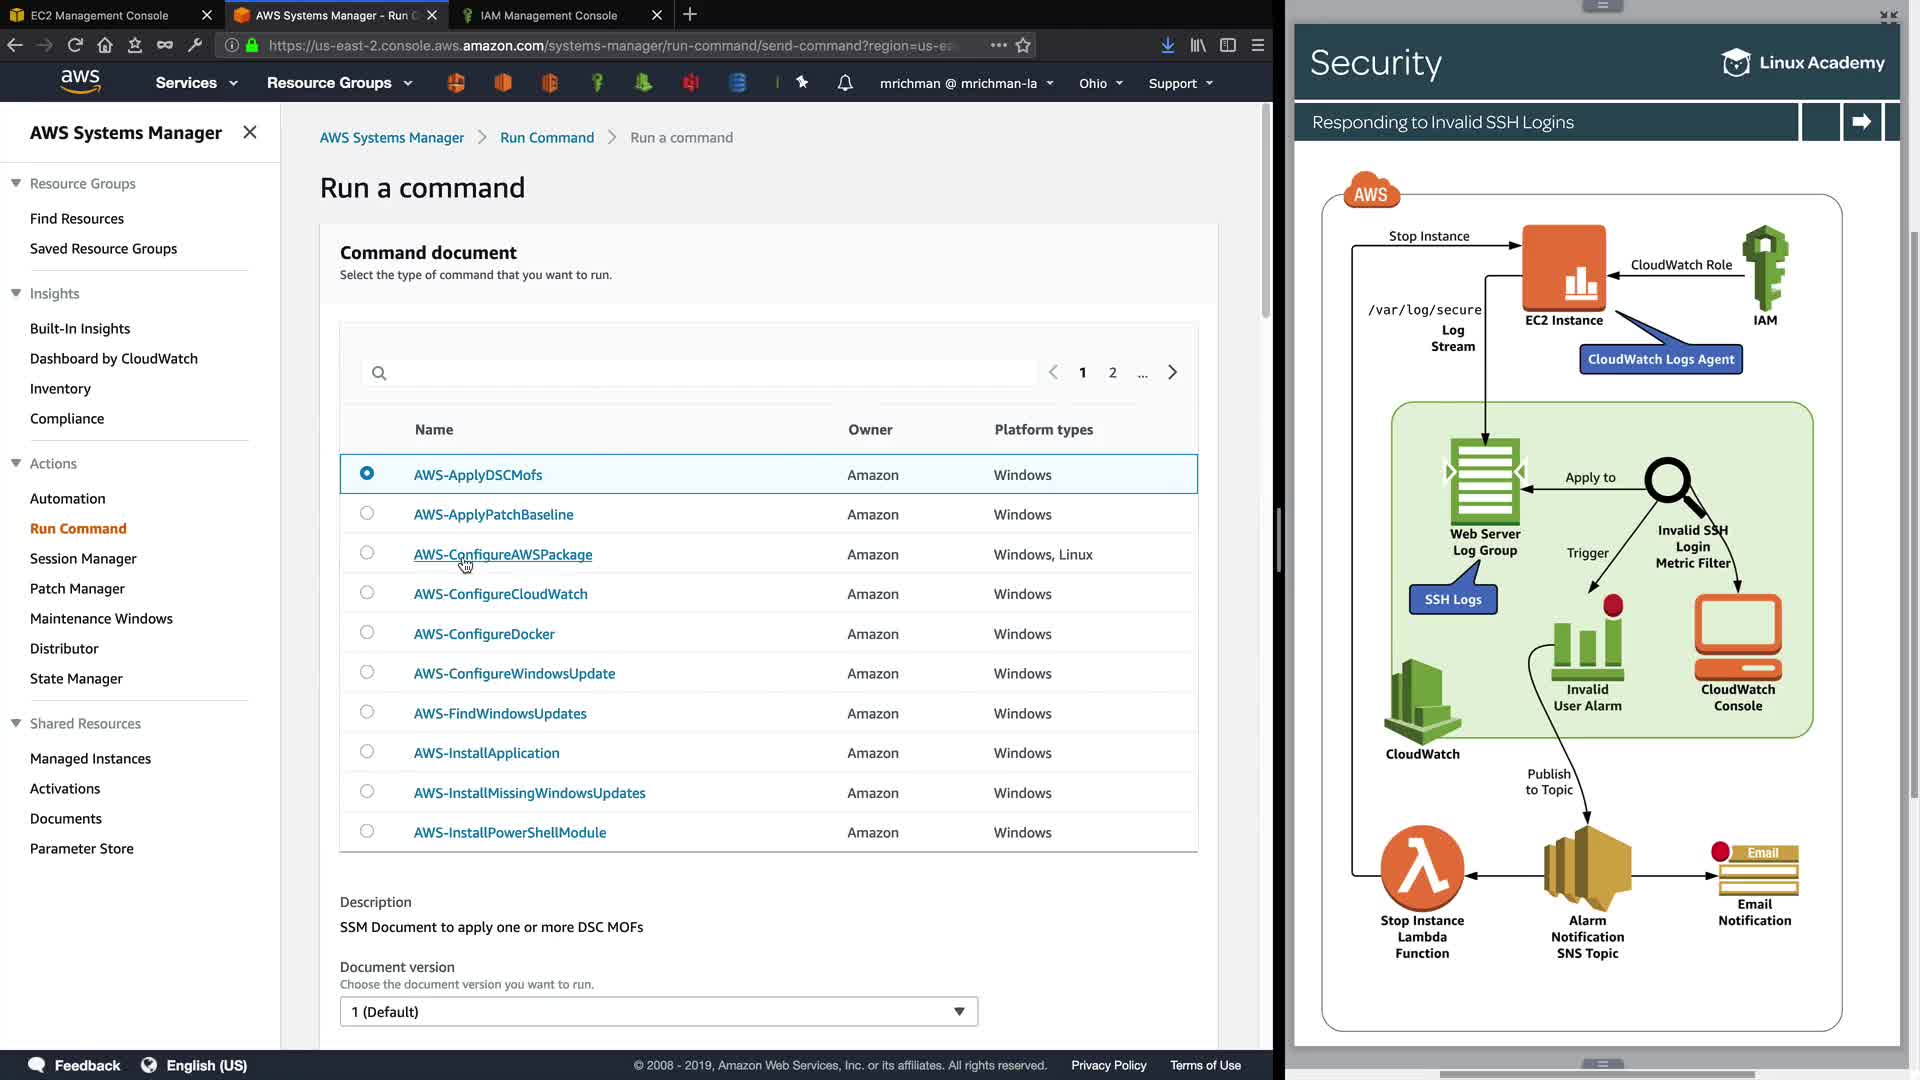 EC2 Management Console
AWS Systems Manager - Run C
IAM Management Console
https://us-east-2.console.aws.amazon.com/systems-manager/run-command/send-command?region=us-ea
aws
Services
Resource Groups
mrichman @ mrichman-la
Ohio
Support
AWS Systems Manager
Resource Groups
Find Resources
Saved Resource Groups
Insights
Built-In Insights
Dashboard by CloudWatch
Inventory
Compliance
Actions
Automation
Run Command
Session Manager
Patch Manager
Maintenance Windows
Distributor
State Manager
Shared Resources
Managed Instances
Activations
Documents
Parameter Store
AWS Systems Manager
Run Command
Run a command
Run a command
Command document
Select the type of command that you want to run.
1 2 ...
Name Owner Platform types
AWS-ApplyDSCMofs Amazon Windows
AWS-ApplyPatchBaseline Amazon Windows
AWS-ConfigureAWSPackage Amazon Windows, Linux
AWS-ConfigureCloudWatch Amazon Windows
AWS-ConfigureDocker Amazon Windows
AWS-ConfigureWindowsUpdate Amazon Windows
AWS-FindWindowsUpdates Amazon Windows
AWS-InstallApplication Amazon Windows
AWS-InstallMissingWindowsUpdates Amazon Windows
AWS-InstallPowerShellModule Amazon Windows
Description
SSM Document to apply one or more DSC MOFs
Document version
Choose the document version you want to run.
1 (Default)
Feedback
English (US)
© 2008 - 2019, Amazon Web Services, Inc. or its affiliates. All rights reserved.
Privacy Policy
Terms of Use
Security
Linux Academy
Responding to Invalid SSH Logins
AWS
Stop Instance
CloudWatch Role
/var/log/secure
Log
Stream
EC2 Instance
IAM
CloudWatch Logs Agent
Apply to
Web Server
Log Group
Invalid SSH
Login
Metric Filter
Trigger
SSH Logs
Invalid
User Alarm
CloudWatch
Console
CloudWatch
Publish
to Topic
Email
Stop Instance
Lambda
Function
Alarm
Notification
SNS Topic
Email
Notification